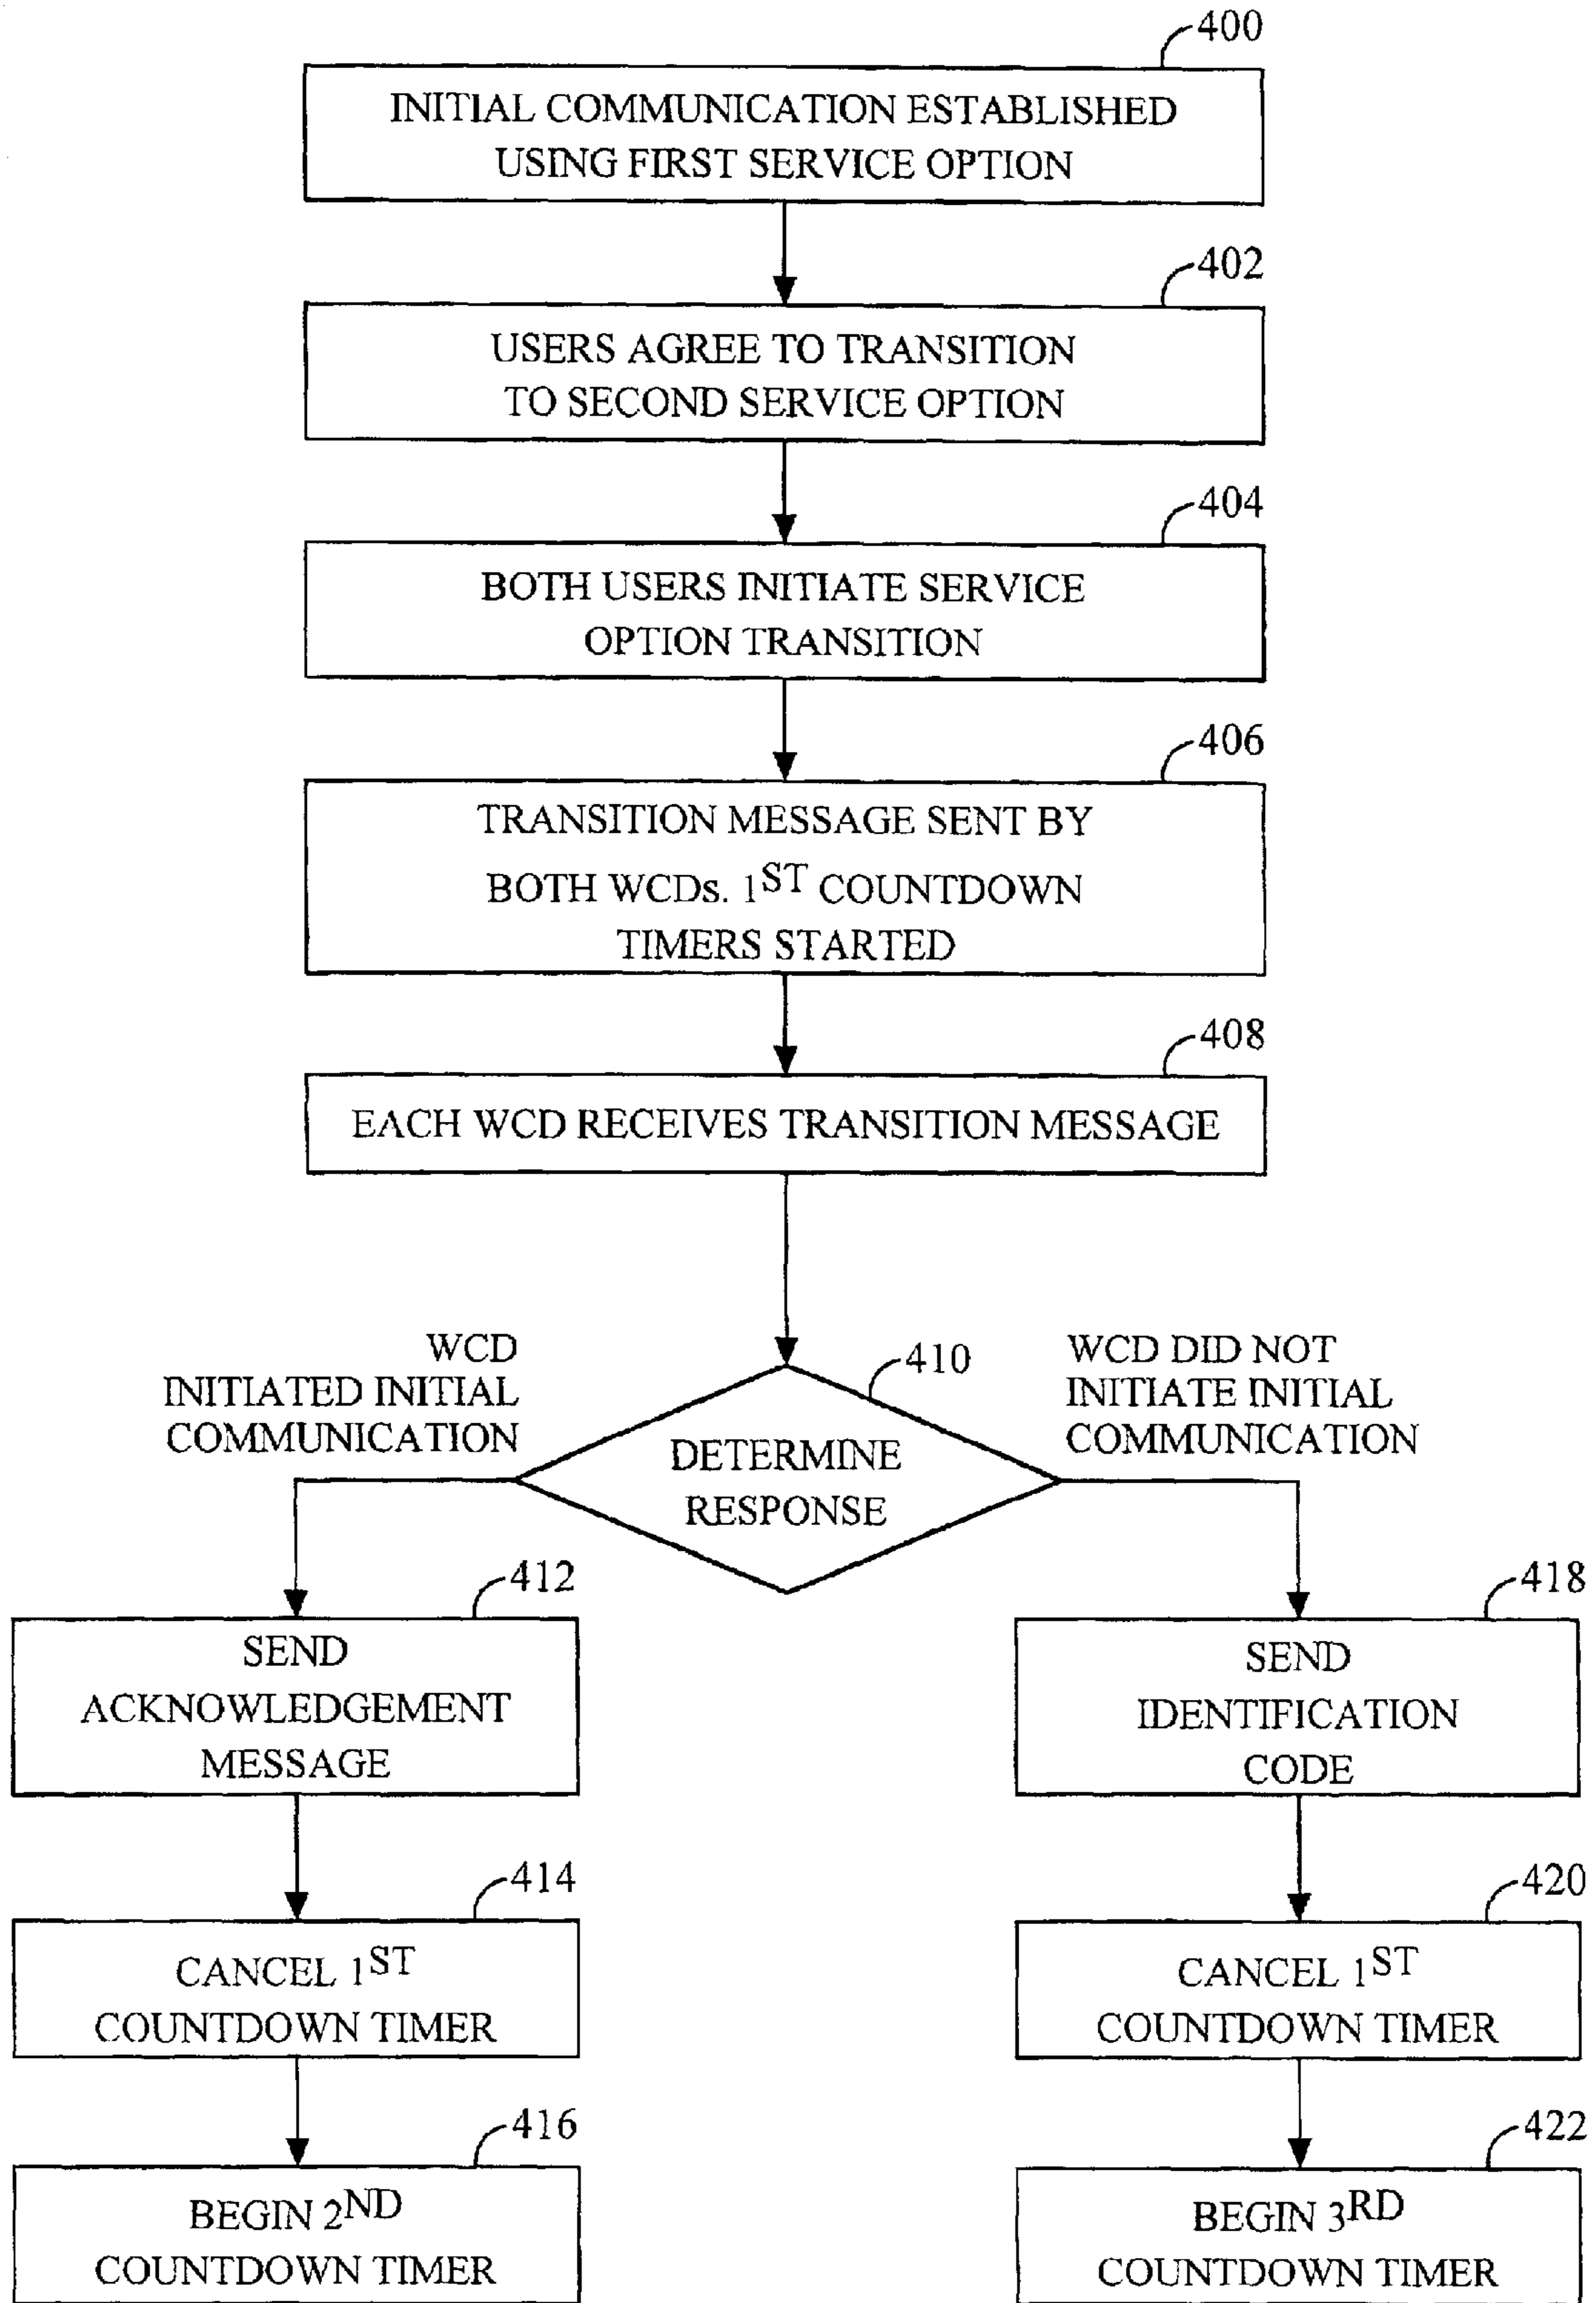 400
INITIAL COMMUNICATION ESTABLISHED
USING FIRST SERVICE OPTION
402
USERS AGREE TO TRANSITION
TO SECOND SERVICE OPTION
404
BOTH USERS INITIATE SERVICE
OPTION TRANSITION
406
TRANSITION MESSAGE SENT BY
BOTH WCDs. 1ST COUNTDOWN
TIMERS STARTED
408
EACH WCD RECEIVES TRANSITION MESSAGE
WCD
INITIATED INITIAL
COMMUNICATION
410
DETERMINE
RESPONSE
WCD DID NOT
INITIATE INITIAL
COMMUNICATION
412
SEND
ACKNOWLEDGEMENT
MESSAGE
414
CANCEL 1ST
COUNTDOWN TIMER
416
BEGIN 2ND
COUNTDOWN TIMER
418
SEND
IDENTIFICATION
CODE
420
CANCEL 1ST
COUNTDOWN TIMER
422
BEGIN 3RD
COUNTDOWN TIMER